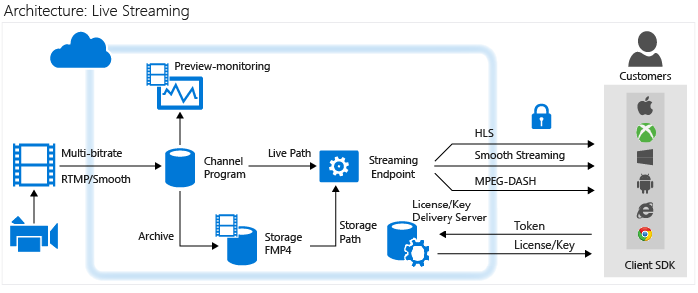 Architecture: Live Streaming
Preview-monitoring
Customers
Multi-bitrate
RTMP/Smooth
Channel
Program
Live Path
Streaming
Endpoint
HLS
Smooth Streaming
MPEG-DASH
Archive
Storage
FMP4
Storage
Path
License/Key
Delivery Server
Token
License/Key
Client SDK